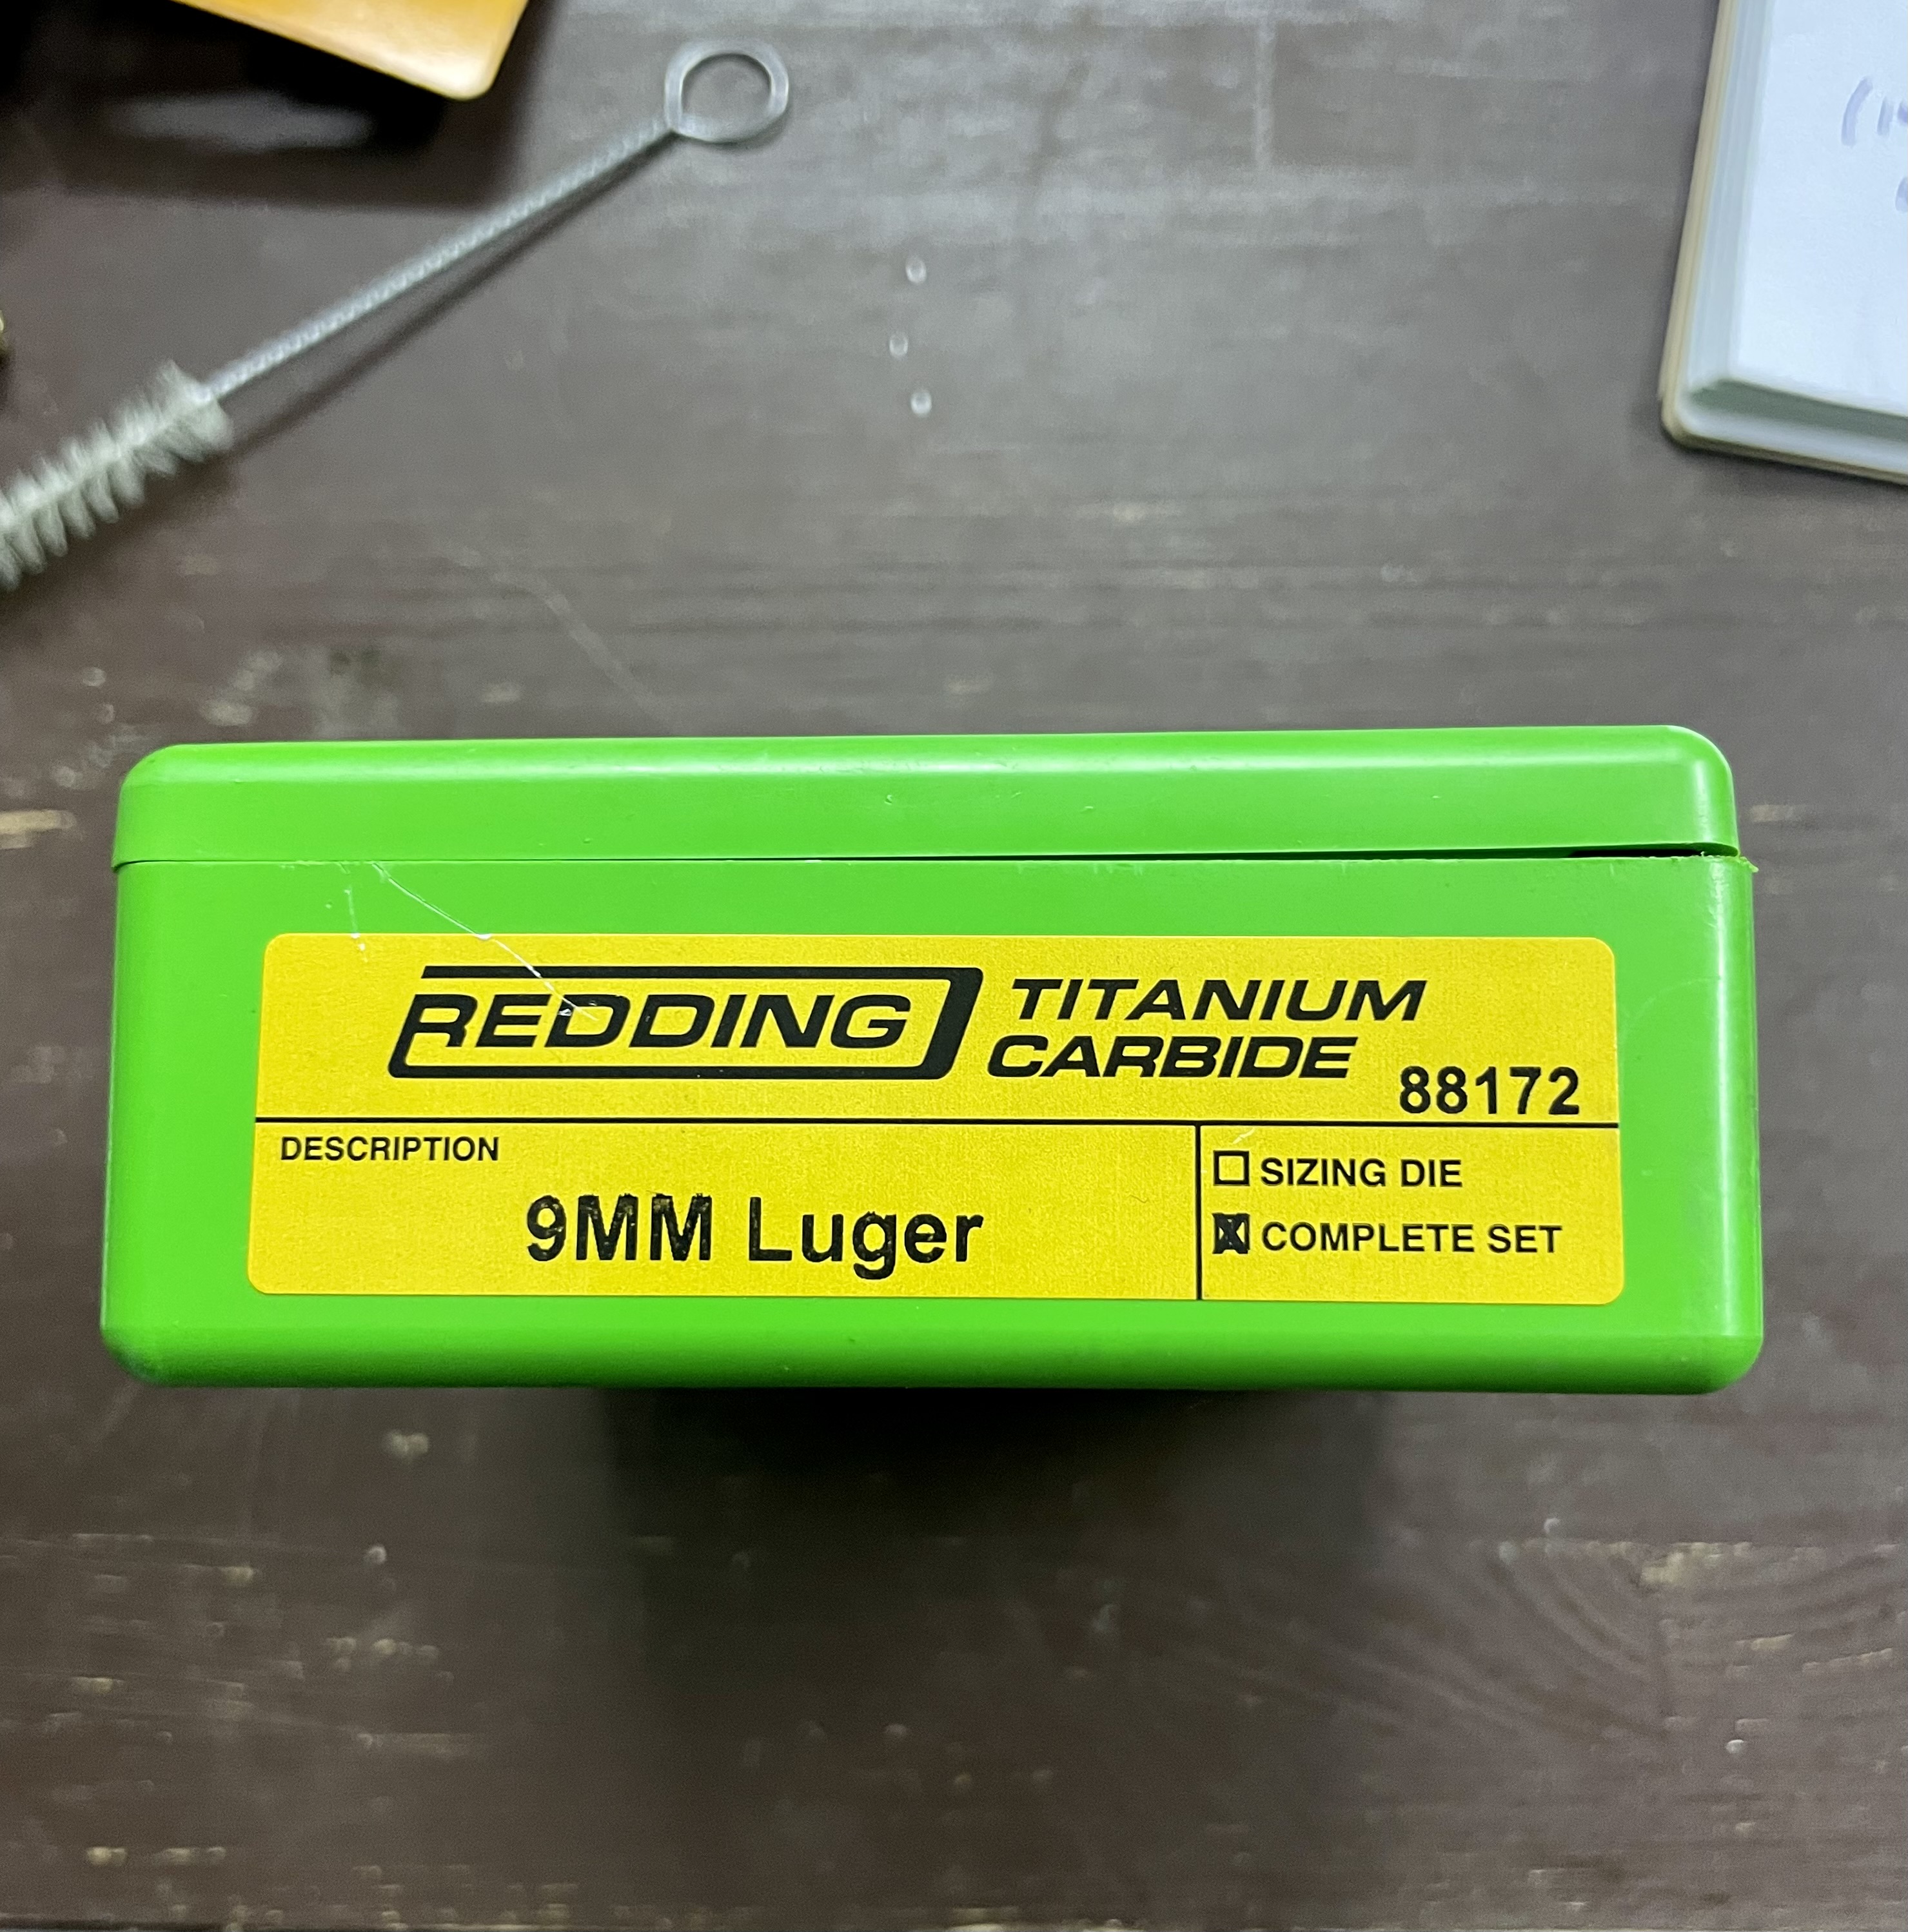 REDDING TITANIUM
CARBIDE
88172
DESCRIPTION
9MM Luger
SIZING DIE
COMPLETE SET